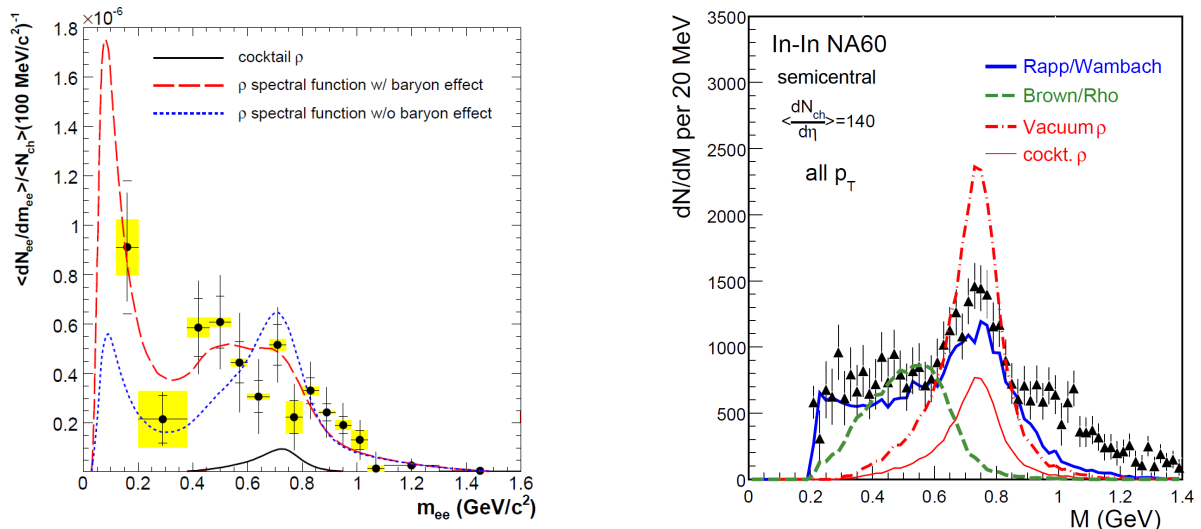 ×10⁻⁶
<dN_ee/dm_ee>/<N_ch>(100 MeV/c²)⁻¹
1.8
1.6
1.4
1.2
1
0.8
0.6
0.4
0.2
cocktail ρ
ρ spectral function w/ baryon effect
ρ spectral function w/o baryon effect
0 0.2 0.4 0.6 0.8 1 1.2 1.4 1.6
m_ee (GeV/c²)
dN/dM per 20 MeV
3500
3000
2500
2000
1500
1000
500
0
In-In NA60
semicentral
<dN_ch/dη>=140
all p_T
Rapp/Wambach
Brown/Rho
Vacuum ρ
cockt. ρ
0 0.2 0.4 0.6 0.8 1.0 1.2 1.4
M (GeV)